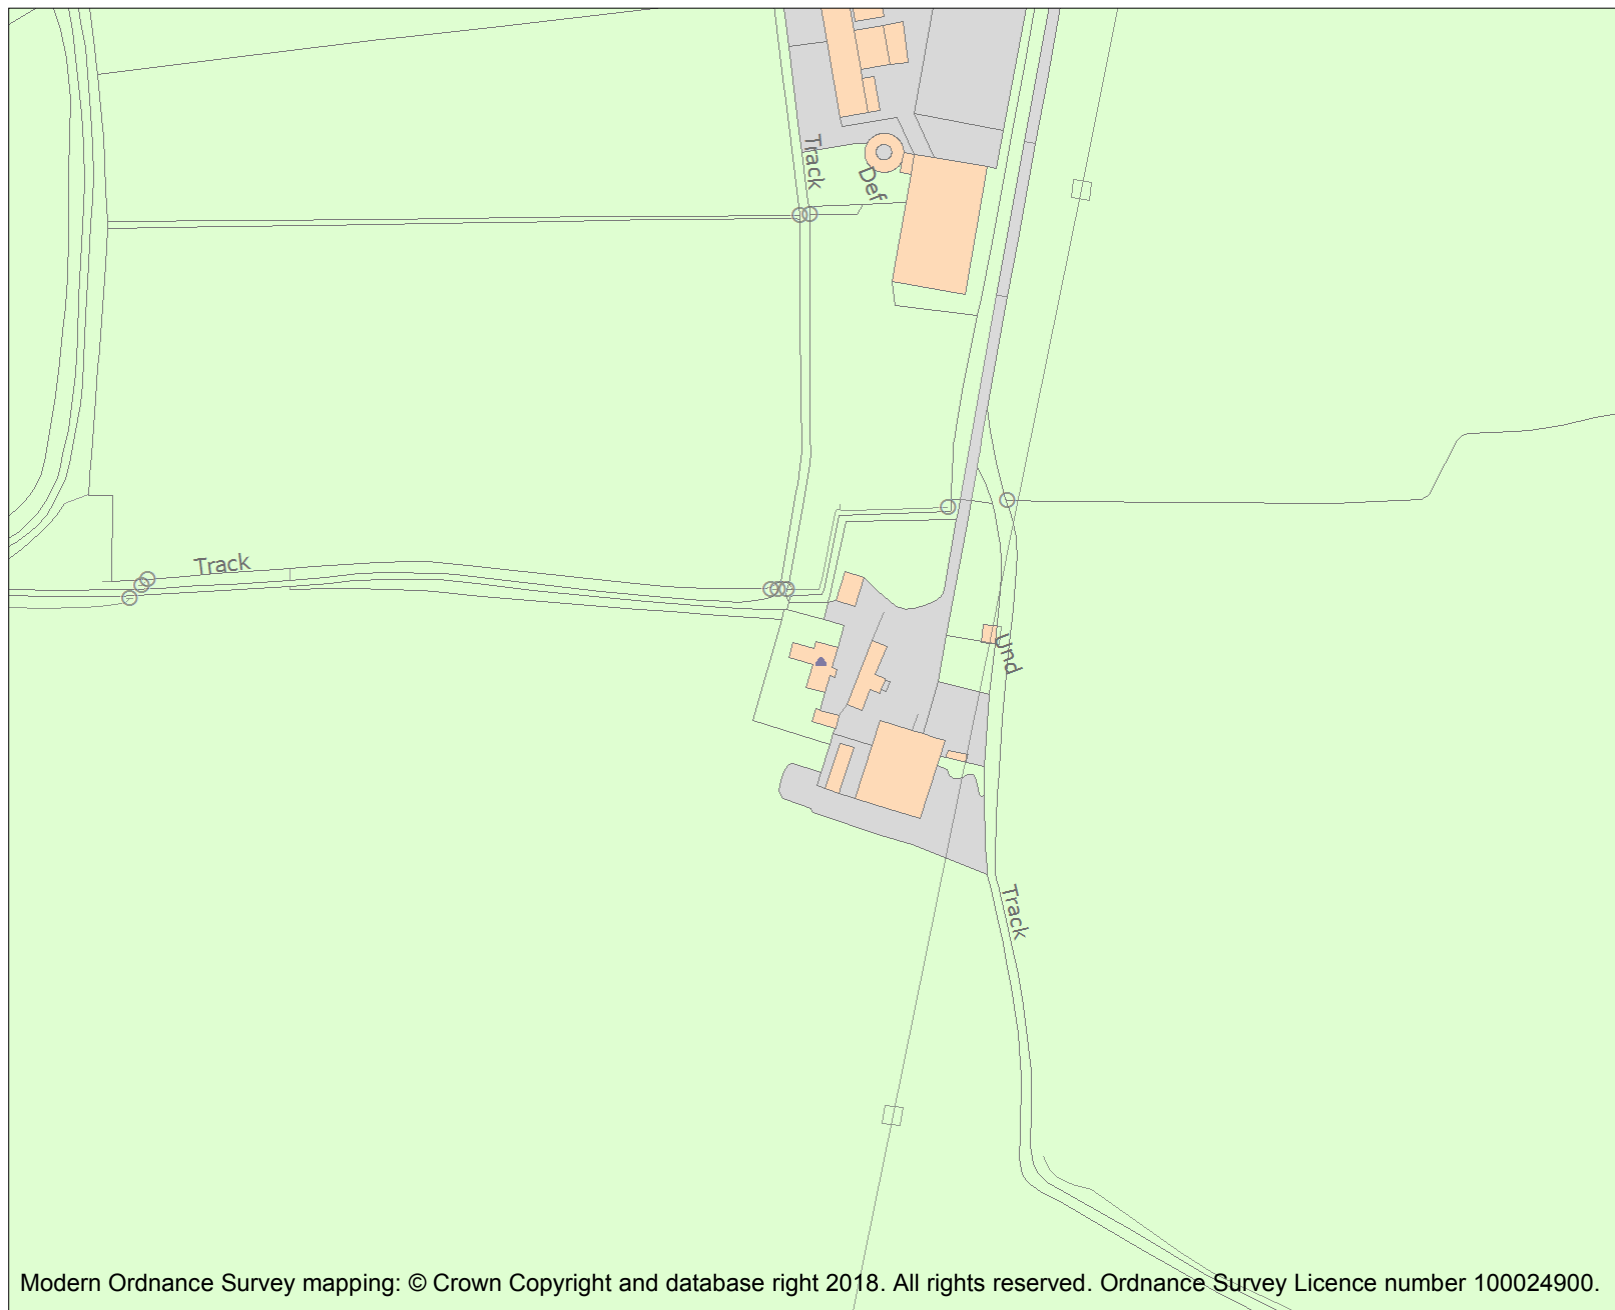 Track
Def
Track
Und
Track
Modern Ordnance Survey mapping: © Crown Copyright and database right 2018. All rights reserved. Ordnance Survey Licence number 100024900.